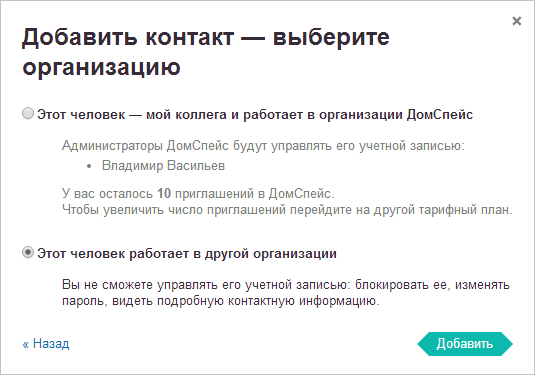 Добавить контакт — выберите
организацию
Этот человек — мой коллега и работает в организации ДомСпейс
Администраторы ДомСпейс будут управлять его учетной записью:
• Владимир Васильев
У вас осталось 10 приглашений в ДомСпейс.
Чтобы увеличить число приглашений перейдите на другой тарифный план.
Этот человек работает в другой организации
Вы не сможете управлять его учетной записью: блокировать ее, изменять
пароль, видеть подробную контактную информацию.
« Назад
Добавить